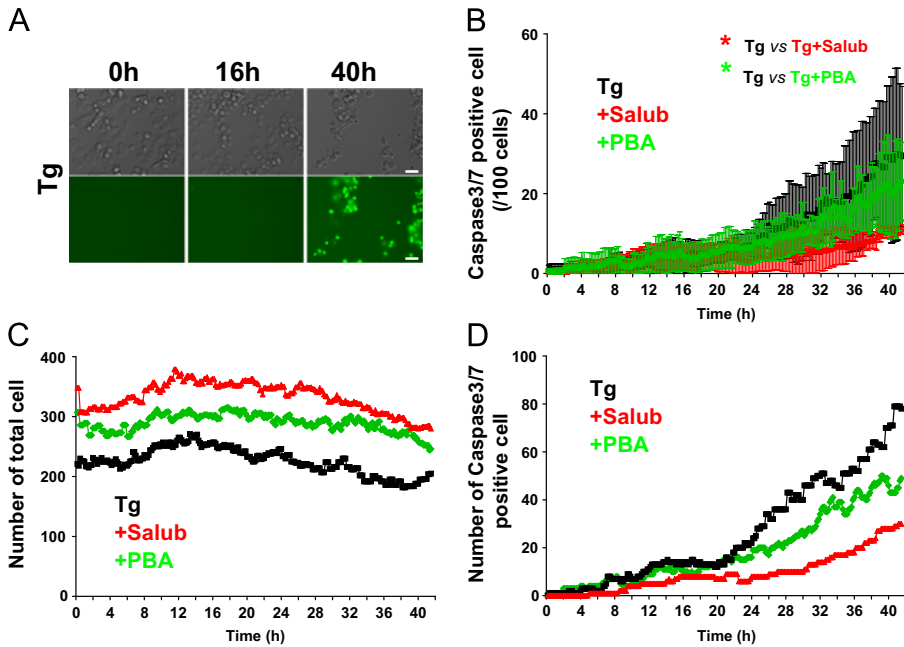 A
0h 16h 40h
Tg
B
Caspase3/7 positive cell
(/100 cells)
60
40
20
0
* Tg vs Tg+Salub
* Tg vs Tg+PBA
Tg
+Salub
+PBA
0 4 8 12 16 20 24 28 32 36 40
Time (h)
C
Number of total cell
400
300
200
100
0
Tg
+Salub
+PBA
0 4 8 12 16 20 24 28 32 36 40
Time (h)
D
Number of Caspase3/7
positive cell
100
80
60
40
20
0
Tg
+Salub
+PBA
0 4 8 12 16 20 24 28 32 36 40
Time (h)